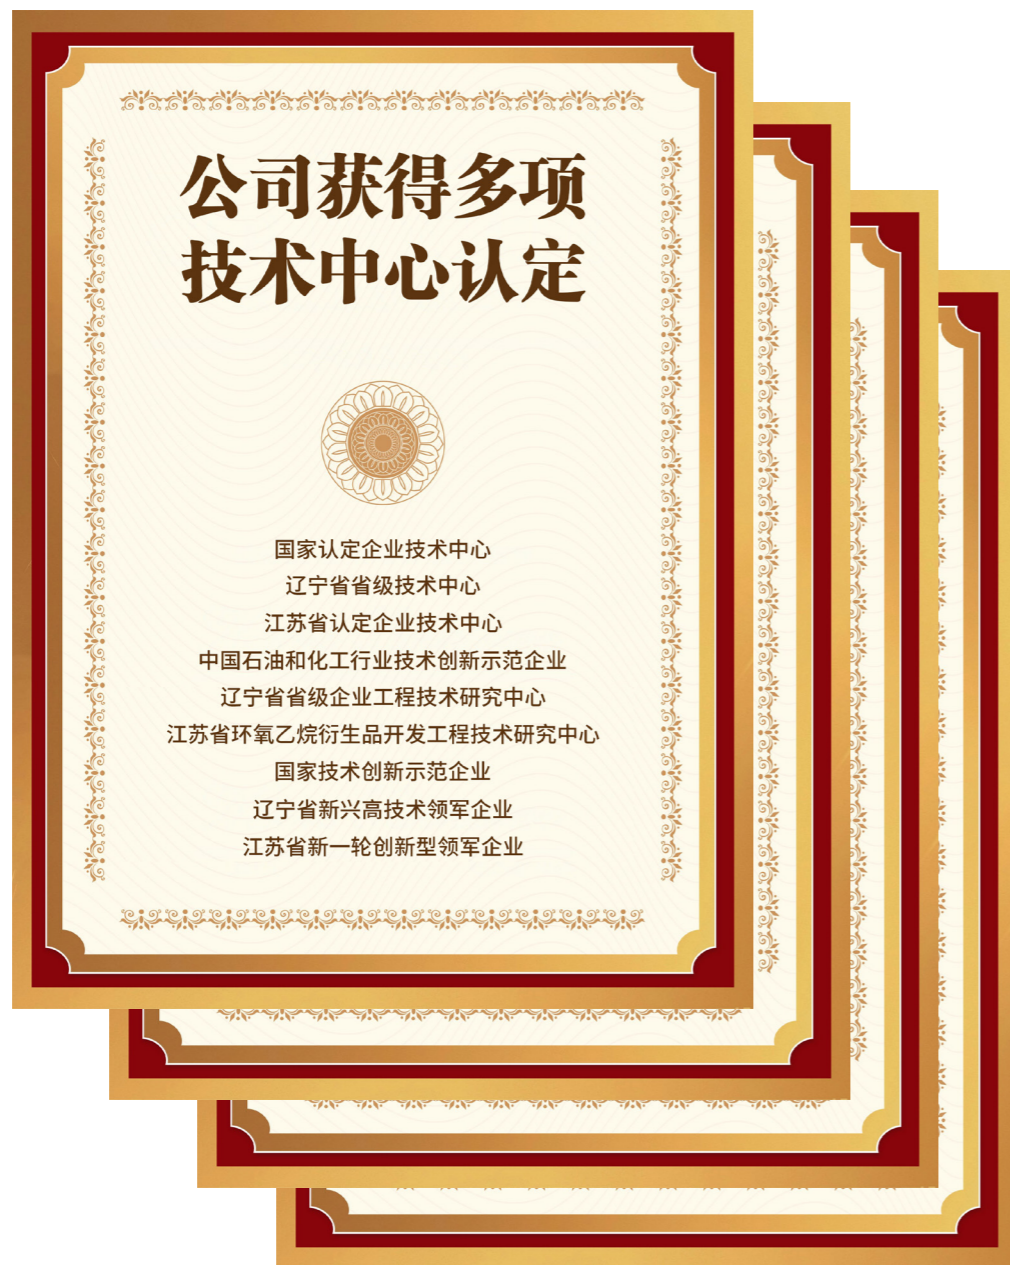 公司获得多项
技术中心认定
国家认定企业技术中心
辽宁省省级技术中心
江苏省认定企业技术中心
中国石油和化工行业技术创新示范企业
辽宁省省级企业工程技术研究中心
江苏省环氧乙烷衍生品开发工程技术研究中心
国家技术创新示范企业
辽宁省新兴高技术领军企业
江苏省新一轮创新型领军企业